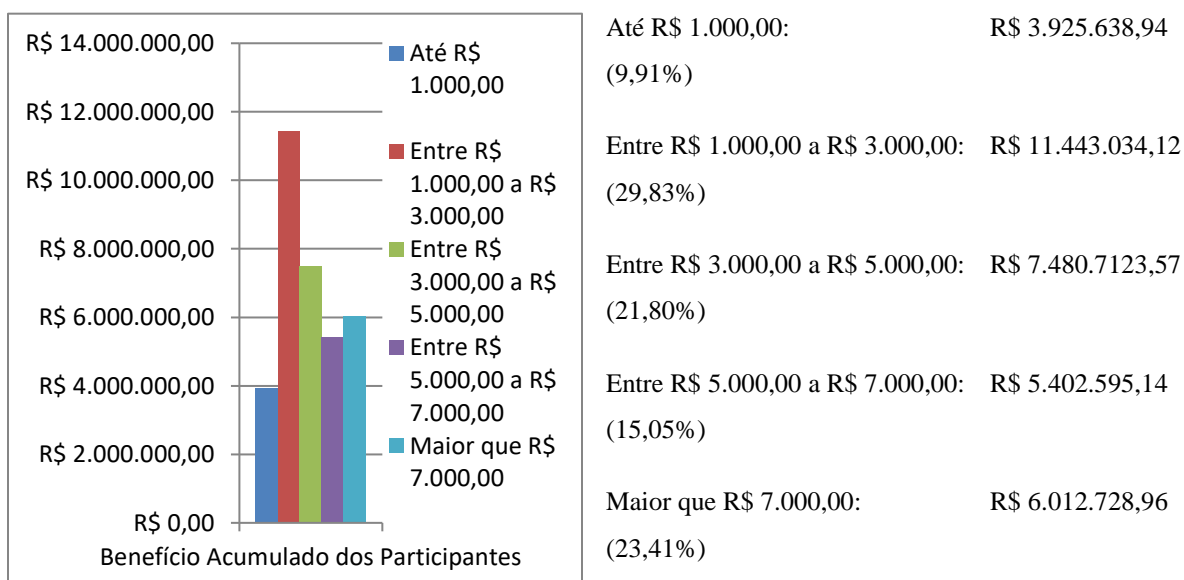 R$ 14.000.000,00
R$ 12.000.000,00
R$ 10.000.000,00
R$ 8.000.000,00
R$ 6.000.000,00
R$ 4.000.000,00
R$ 2.000.000,00
R$ 0,00
Benefício Acumulado dos Participantes
Até R$
1.000,00
Entre R$
1.000,00 a R$
3.000,00
Entre R$
3.000,00 a R$
5.000,00
Entre R$
5.000,00 a R$
7.000,00
Maior que R$
7.000,00
Até R$ 1.000,00: R$ 3.925.638,94
(9,91%)
Entre R$ 1.000,00 a R$ 3.000,00: R$ 11.443.034,12
(29,83%)
Entre R$ 3.000,00 a R$ 5.000,00: R$ 7.480.7123,57
(21,80%)
Entre R$ 5.000,00 a R$ 7.000,00: R$ 5.402.595,14
(15,05%)
Maior que R$ 7.000,00: R$ 6.012.728,96
(23,41%)